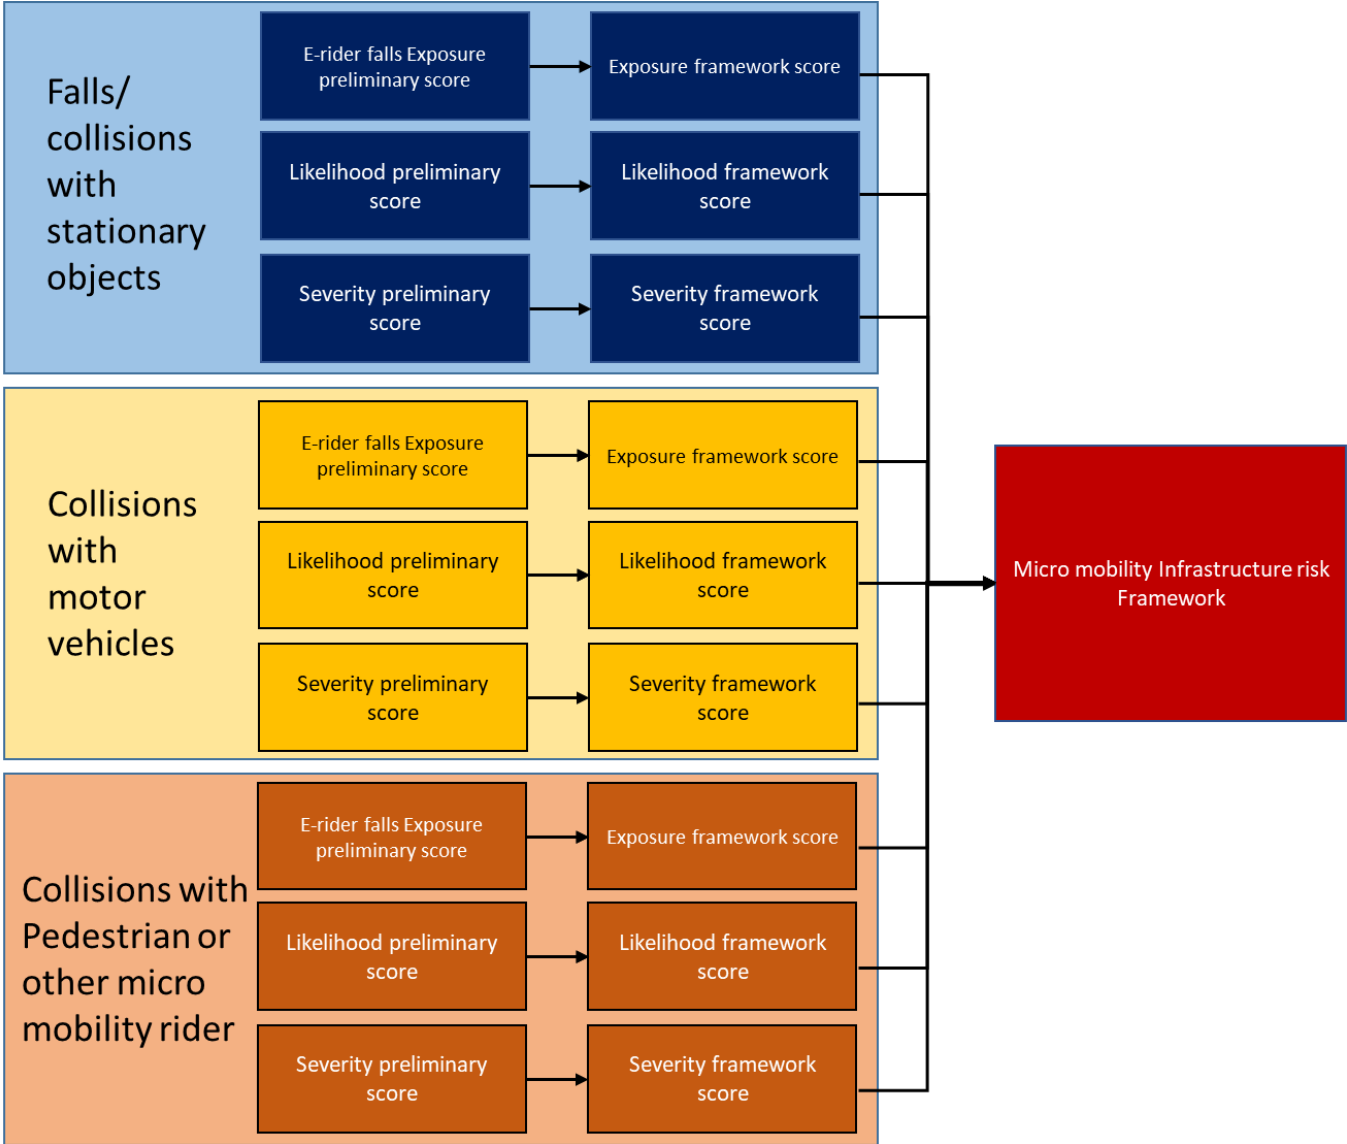 Falls/
collisions
with
stationary
objects
E-rider falls Exposure
preliminary score
Exposure framework score
Likelihood preliminary
score
Likelihood framework
score
Severity preliminary
score
Severity framework
score
Collisions
with
motor
vehicles
E-rider falls Exposure
preliminary score
Exposure framework score
Likelihood preliminary
score
Likelihood framework
score
Severity preliminary
score
Severity framework
score
Collisions with
Pedestrian or
other micro
mobility rider
E-rider falls Exposure
preliminary score
Exposure framework score
Likelihood preliminary
score
Likelihood framework
score
Severity preliminary
score
Severity framework
score
Micro mobility Infrastructure risk
Framework